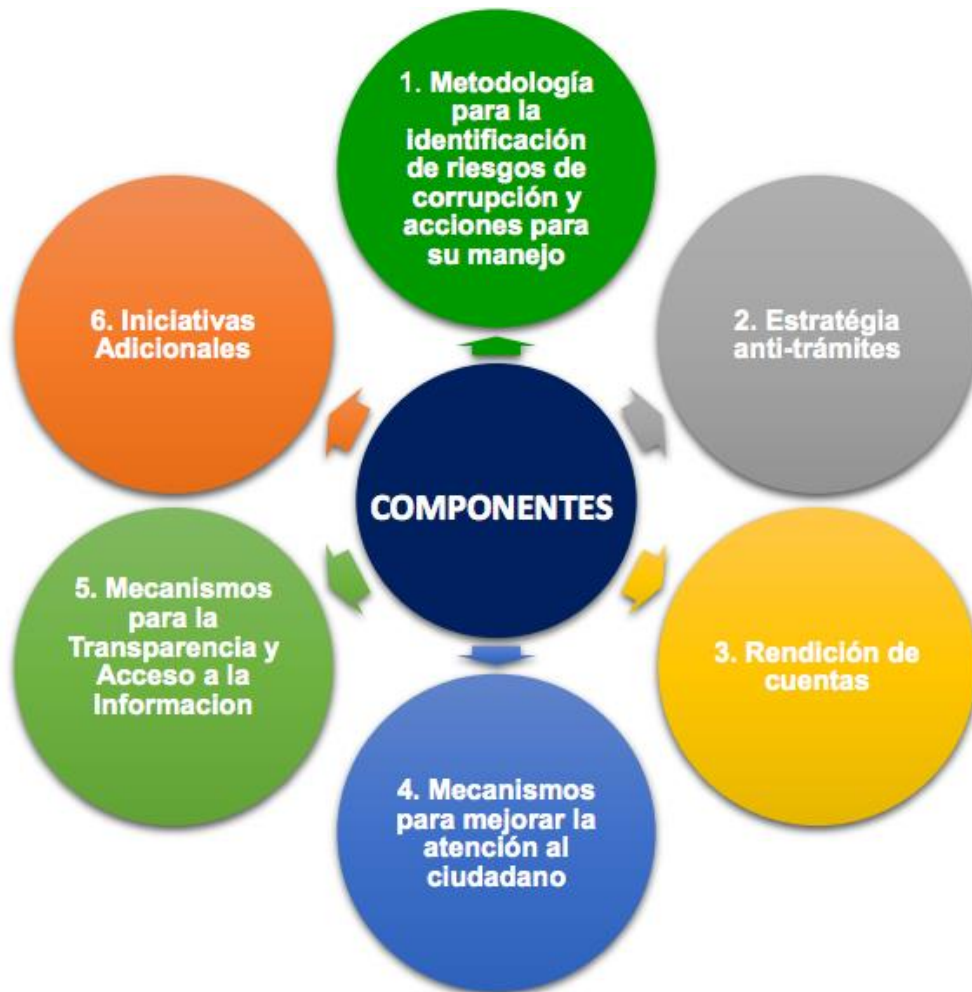 1. Metodología
para la
identificación
de riesgos de
corrupción y
acciones para
su manejo
2. Estratégia
anti-trámites
3. Rendición de
cuentas
4. Mecanismos
para mejorar la
atención al
ciudadano
5. Mecanismos
para la
Transparencia y
Acceso a la
Informacion
6. Iniciativas
Adicionales
COMPONENTES